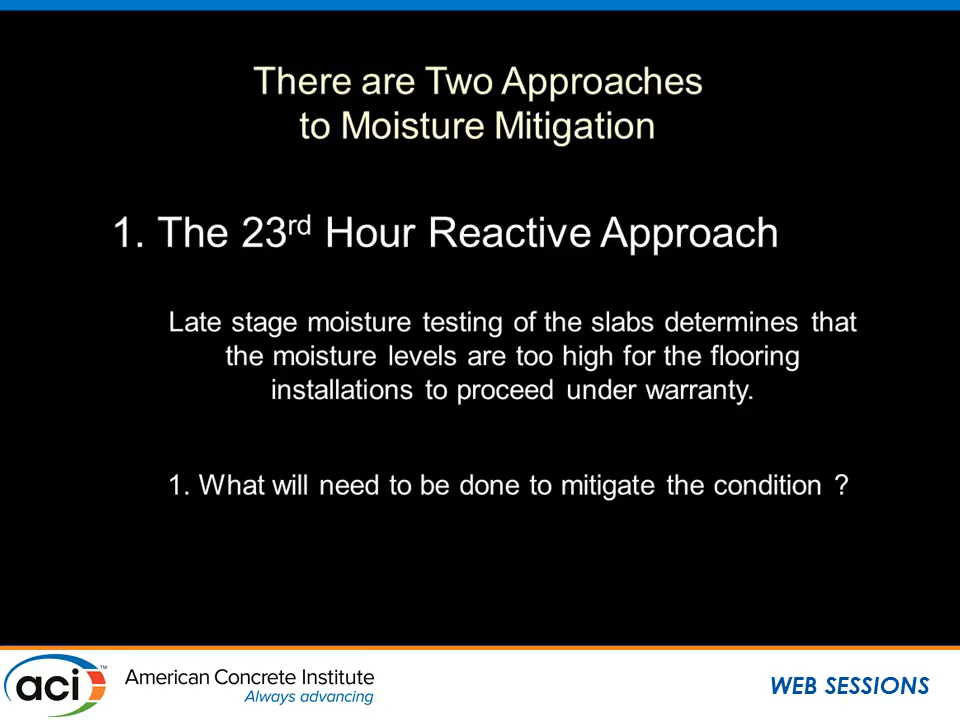 There are Two Approaches
to Moisture Mitigation
1. The 23rd Hour Reactive Approach
Late stage moisture testing of the slabs determines that
the moisture levels are too high for the flooring
installations to proceed under warranty.
1. What will need to be done to mitigate the condition ?
aci™
American Concrete Institute
Always advancing
WEB SESSIONS